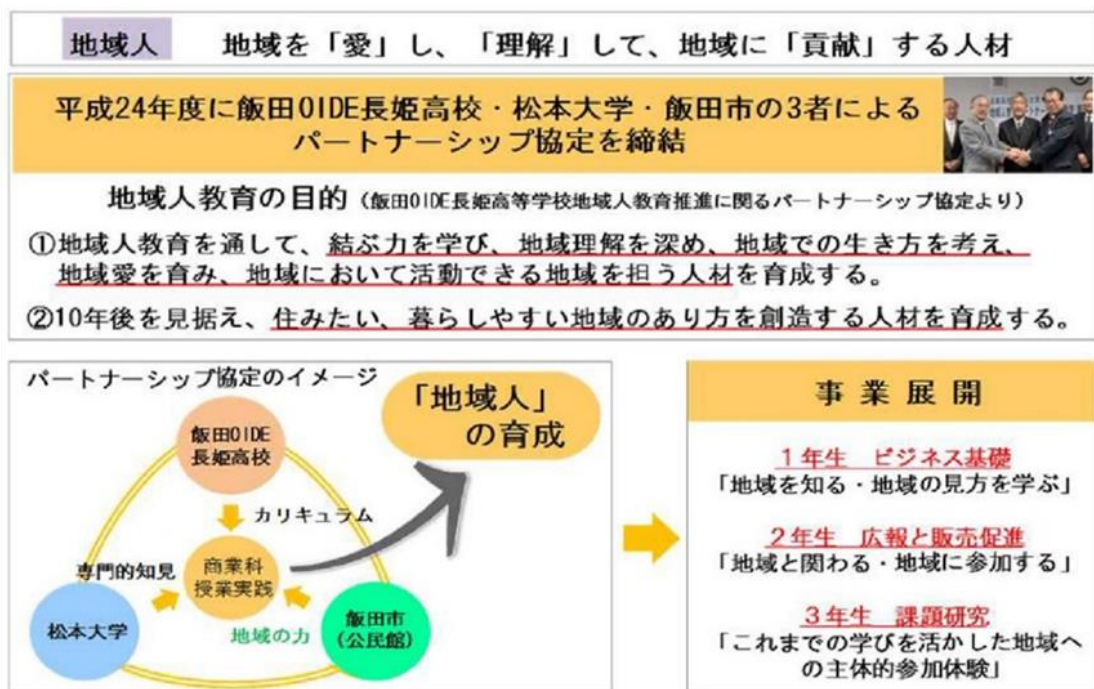 地域人 地域を「愛」し、「理解」して、地域に「貢献」する人材
平成24年度に飯田OIDE長姫高校・松本大学・飯田市の3者による
パートナーシップ協定を締結
地域人教育の目的（飯田OIDE長姫高等学校地域人教育推進に関るパートナーシップ協定より）
①地域人教育を通して、結ぶ力を学び、地域理解を深め、地域での生き方を考え、
地域愛を育み、地域において活動できる地域を担う人材を育成する。
②10年後を見据え、住みたい、暮らしやすい地域のあり方を創造する人材を育成する。
パートナーシップ協定のイメージ
「地域人」
の育成
飯田OIDE
長姫高校
カリキュラム
専門的知見
商業科
授業実践
松本大学
地域の力
飯田市
（公民館）
事業展開
1年生 ビジネス基礎
「地域を知る・地域の見方を学ぶ」
2年生 広報と販売促進
「地域と関わる・地域に参加する」
3年生 課題研究
「これまでの学びを活かした地域へ
の主体的参加体験」